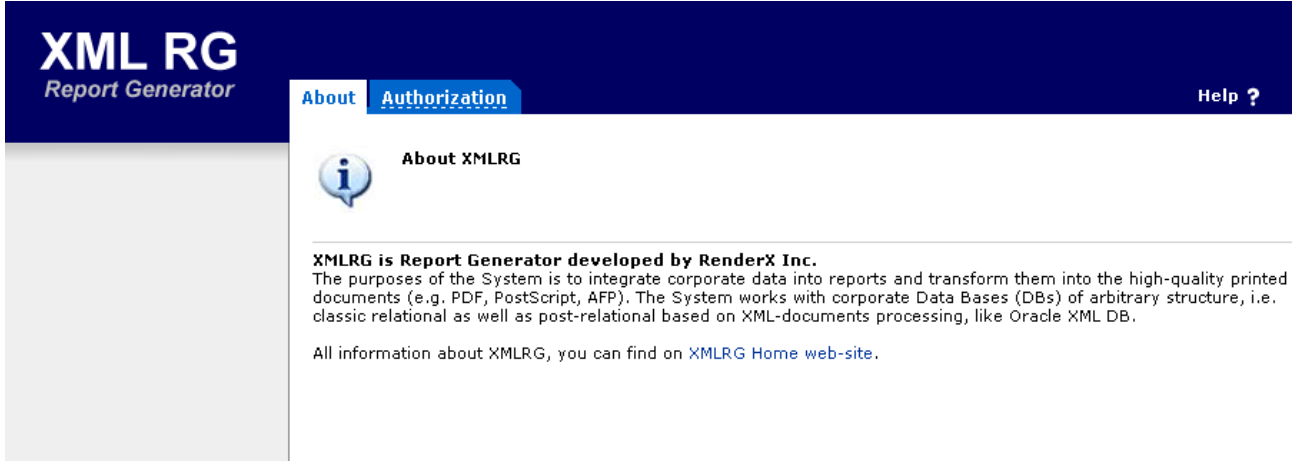 XML RG
Report Generator
About Authorization Help ?
About XMLRG
XMLRG is Report Generator developed by RenderX Inc.
The purposes of the System is to integrate corporate data into reports and transform them into the high-quality printed
documents (e.g. PDF, PostScript, AFP). The System works with corporate Data Bases (DBs) of arbitrary structure, i.e.
classic relational as well as post-relational based on XML-documents processing, like Oracle XML DB.
All information about XMLRG, you can find on XMLRG Home web-site.